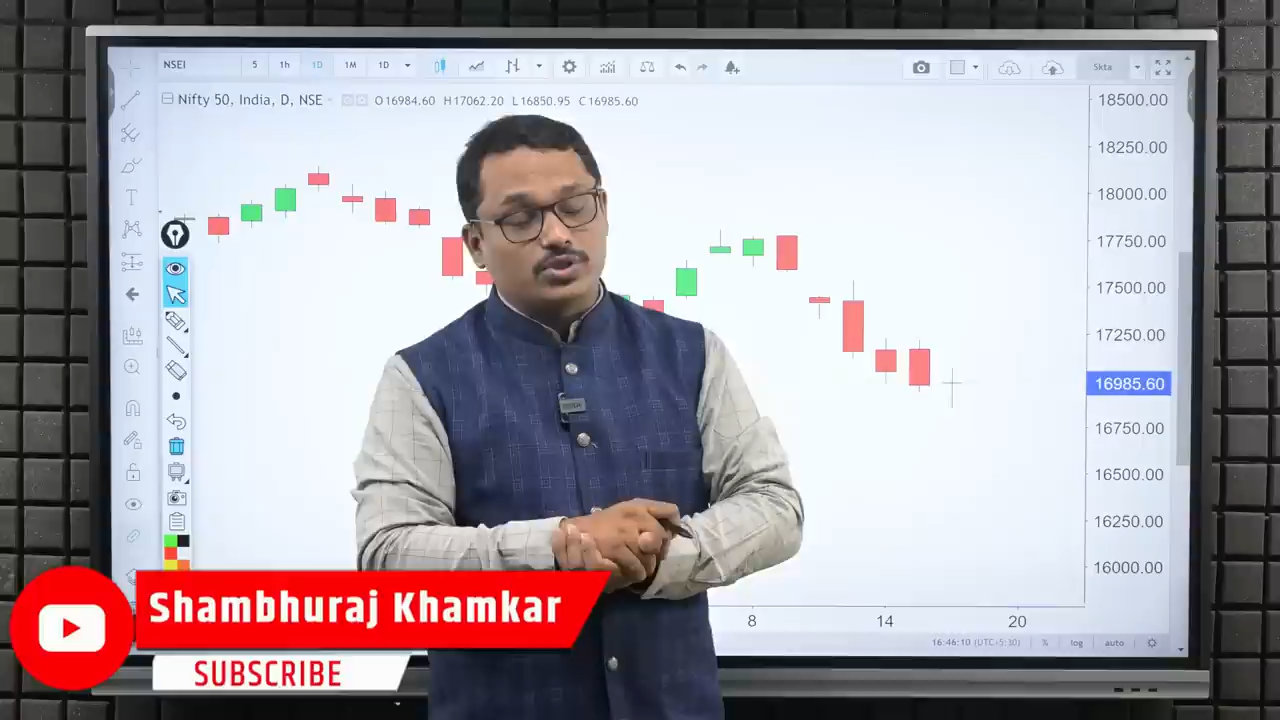 NSEI 5 1h 1D 1M 1D 5kta
Nifty 50, India, D, NSE O16984.60 H17062.20 L16850.95 C16985.60
18500.00
18250.00
18000.00
17750.00
17500.00
17250.00
16985.60
16750.00
16500.00
16250.00
16000.00
8 14 20
16:46:10 (UTC+5:30) % log auto
Shambhuraj Khamkar
SUBSCRIBE